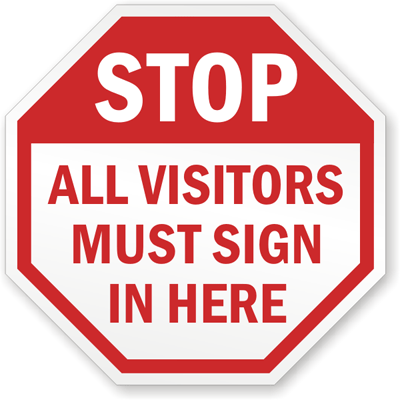 STOP
ALL VISITORS
MUST SIGN
IN HERE